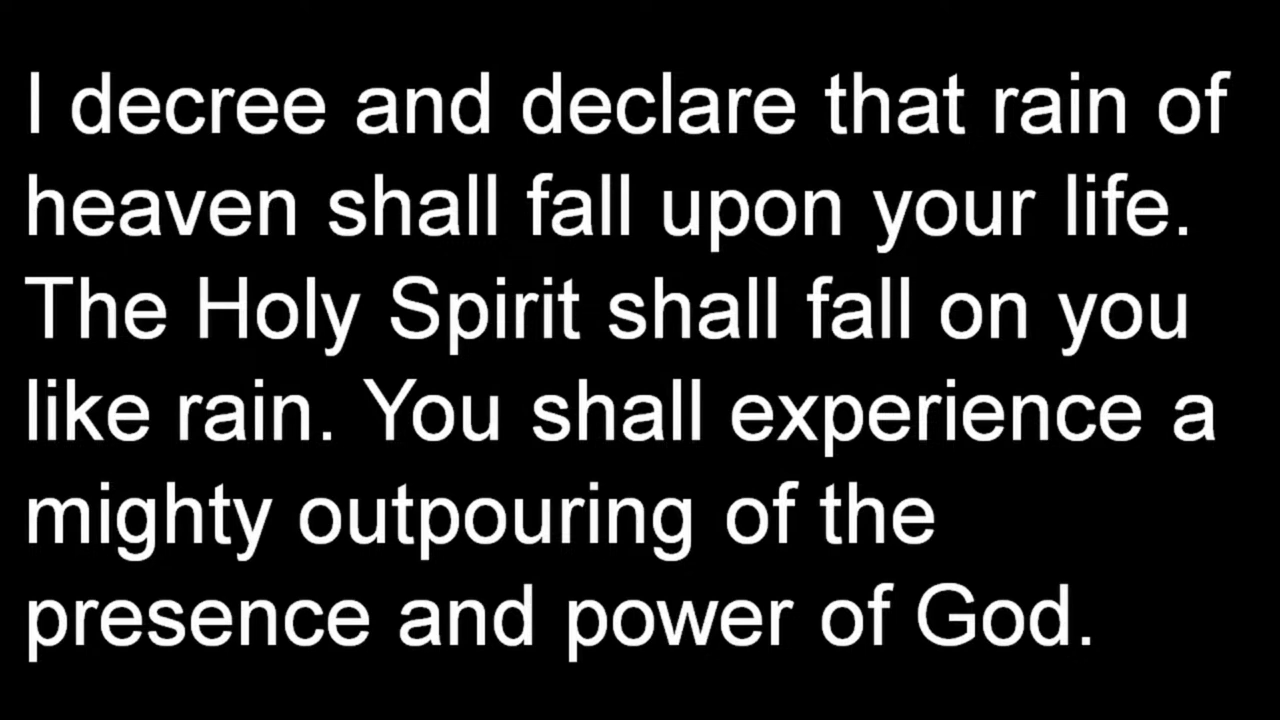 I decree and declare that rain of
heaven shall fall upon your life.
The Holy Spirit shall fall on you
like rain. You shall experience a
mighty outpouring of the
presence and power of God.